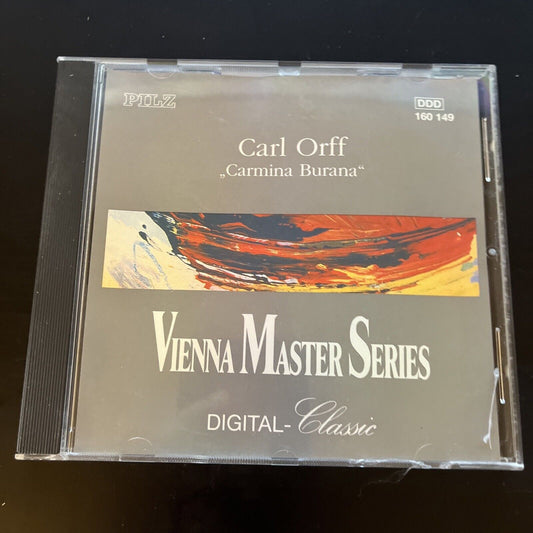 PILZ
DDD
160 149
Carl Orff
„Carmina Burana“
VIENNA MASTER SERIES
DIGITAL-Classic